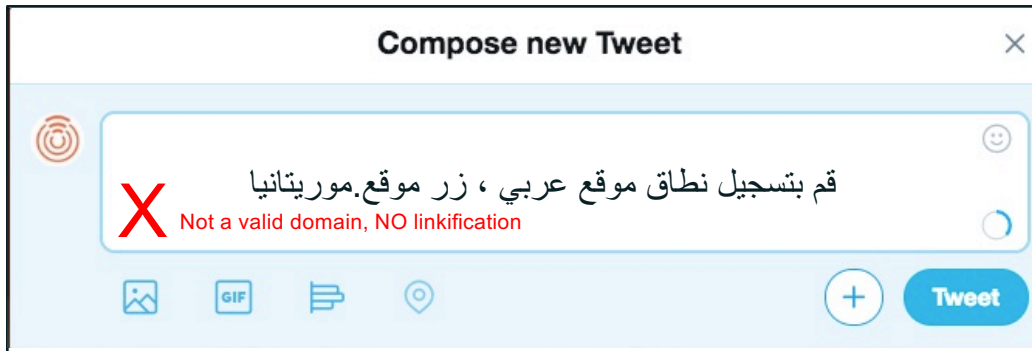 Compose new Tweet
قم بتسجيل نطاق موقع عربي ، زر موقع.موريتانيا
X
Not a valid domain, NO linkification
GIF
Tweet